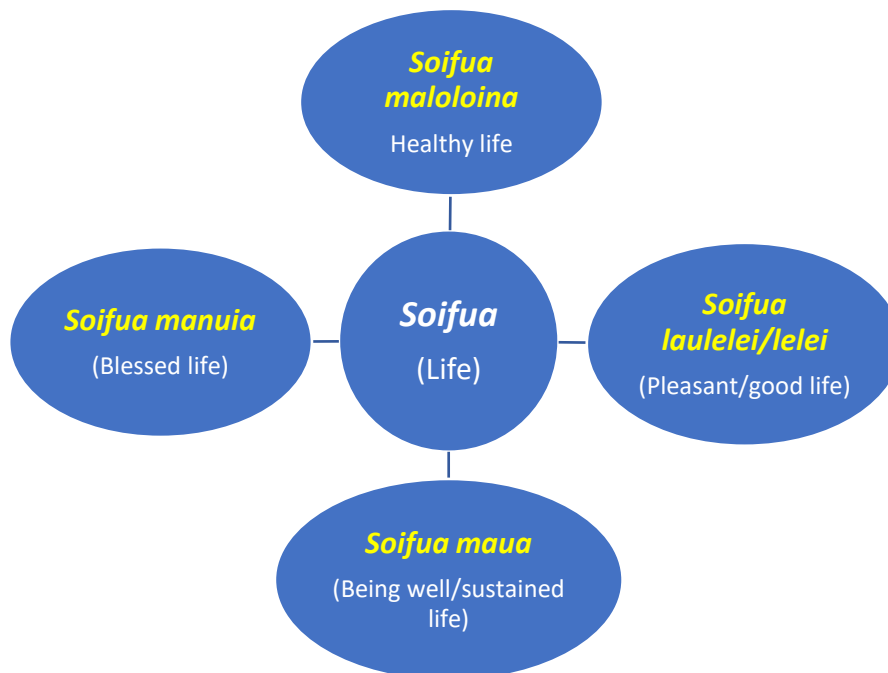 Soifua
maloloina
Healthy life
Soifua manuia
(Blessed life)
Soifua
(Life)
Soifua
laulelei/lelei
(Pleasant/good life)
Soifua maua
(Being well/sustained
life)